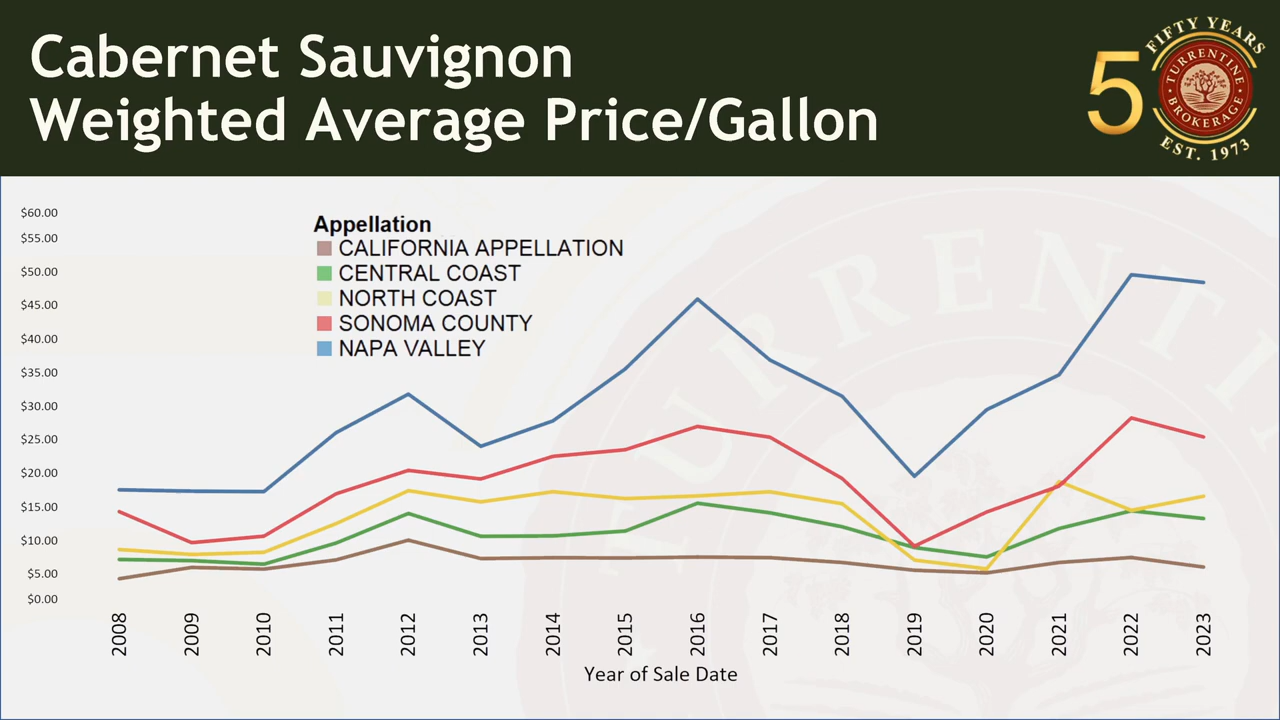 Cabernet Sauvignon
Weighted Average Price/Gallon
5
FIFTY YEARS
TURRENTINE
BROKERAGE
EST. 1973
Appellation
CALIFORNIA APPELLATION
CENTRAL COAST
NORTH COAST
SONOMA COUNTY
NAPA VALLEY
$60.00
$55.00
$50.00
$45.00
$40.00
$35.00
$30.00
$25.00
$20.00
$15.00
$10.00
$5.00
$0.00
2008 2009 2010 2011 2012 2013 2014 2015 2016 2017 2018 2019 2020 2021 2022 2023
Year of Sale Date